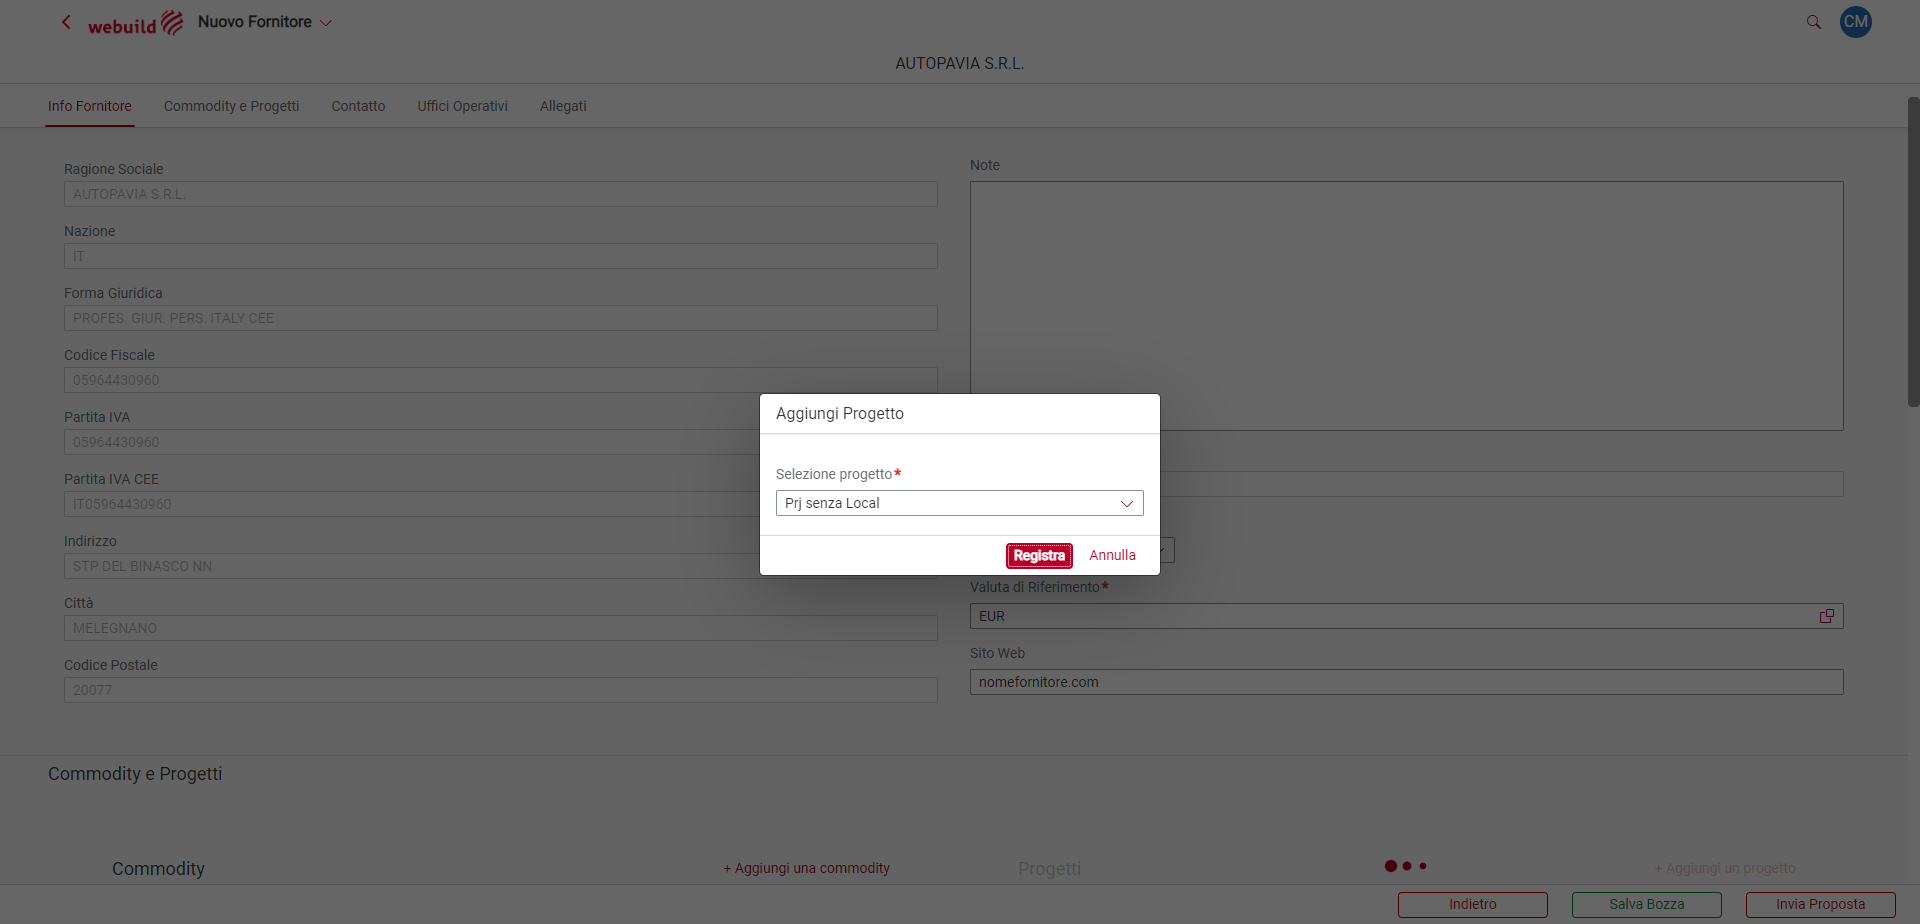 webuild Nuovo Fornitore
CM
AUTOPAVIA S.R.L.
Info Fornitore Commodity e Progetti Contatto Uffici Operativi Allegati
Ragione Sociale
AUTOPAVIA S.R.L.
Nazione
IT
Forma Giuridica
PROFES. GIUR. PERS. ITALY CEE
Codice Fiscale
05964430960
Partita IVA
05964430960
Partita IVA CEE
IT05964430960
Indirizzo
STP DEL BINASCO NN
Città
MELEGNANO
Codice Postale
20077
Note
Valuta di Riferimento*
EUR
Sito Web
nomefornitore.com
Aggiungi Progetto
Selezione progetto*
Prj senza Local
Registra Annulla
Commodity e Progetti
Commodity + Aggiungi una commodity Progetti + Aggiungi un progetto
Indietro Salva Bozza Invia Proposta